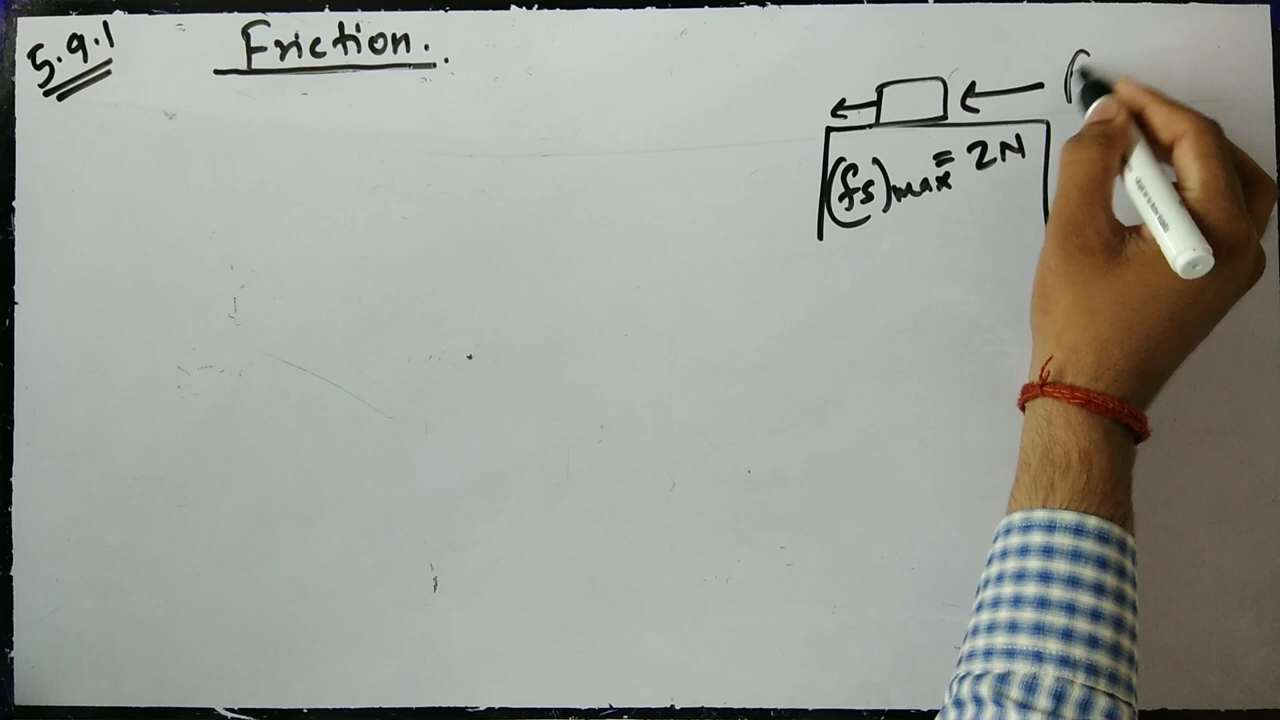 5.9.1 Friction.
(fs)max = 2N